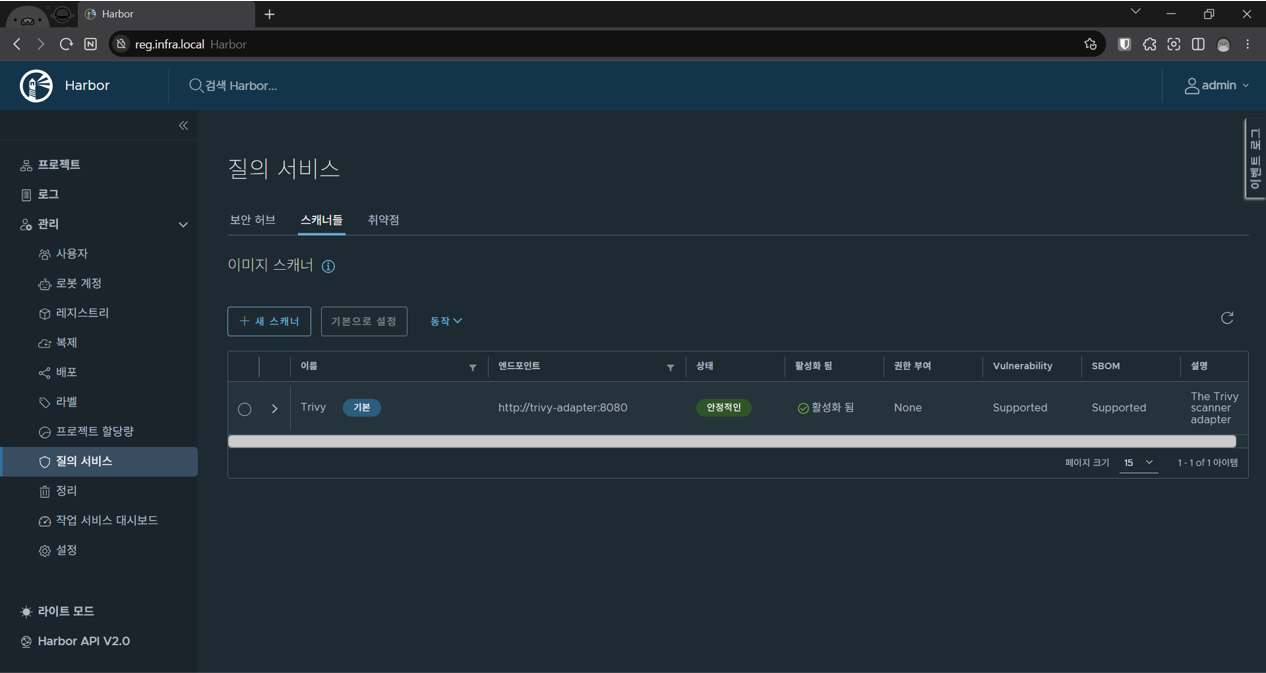 Harbor
reg.infra.local Harbor
Harbor
검색 Harbor...
admin
이벤트 로그
프로젝트
로그
관리
사용자
로봇 계정
레지스트리
복제
배포
라벨
프로젝트 할당량
질의 서비스
정리
작업 서비스 대시보드
설정
라이트 모드
Harbor API V2.0
질의 서비스
보안 허브 스캐너들 취약점
이미지 스캐너
새 스캐너 기본으로 설정 동작
이름 엔드포인트 상태 활성화 됨 권한 부여 Vulnerability SBOM 설명
Trivy 기본 http://trivy-adapter:8080 안정적인 활성화 됨 None Supported Supported The Trivy
scanner
adapter
페이지 크기 15 1 - 1 of 1 아이템